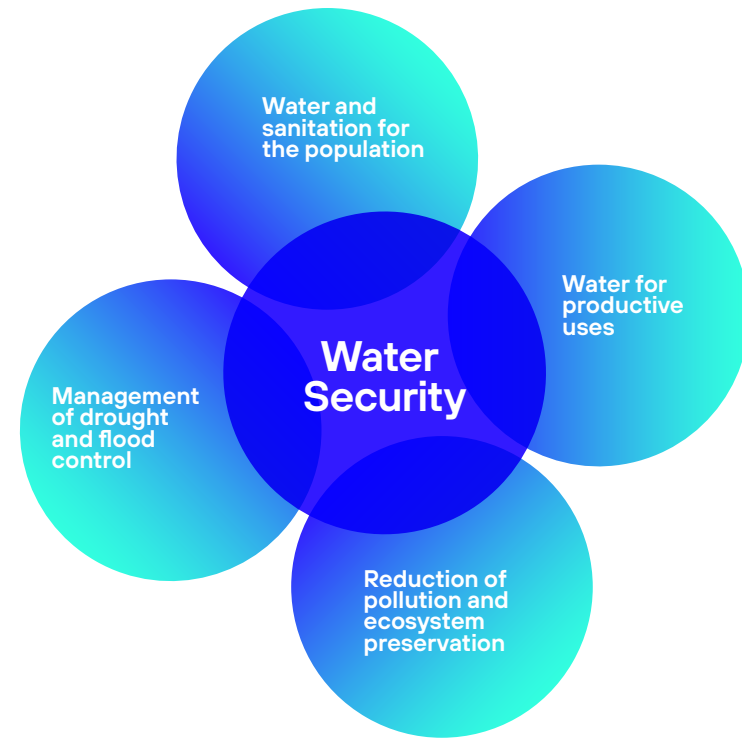 Water and
sanitation for
the population
Water for
productive
uses
Water
Security
Management
of drought
and flood
control
Reduction of
pollution and
ecosystem
preservation